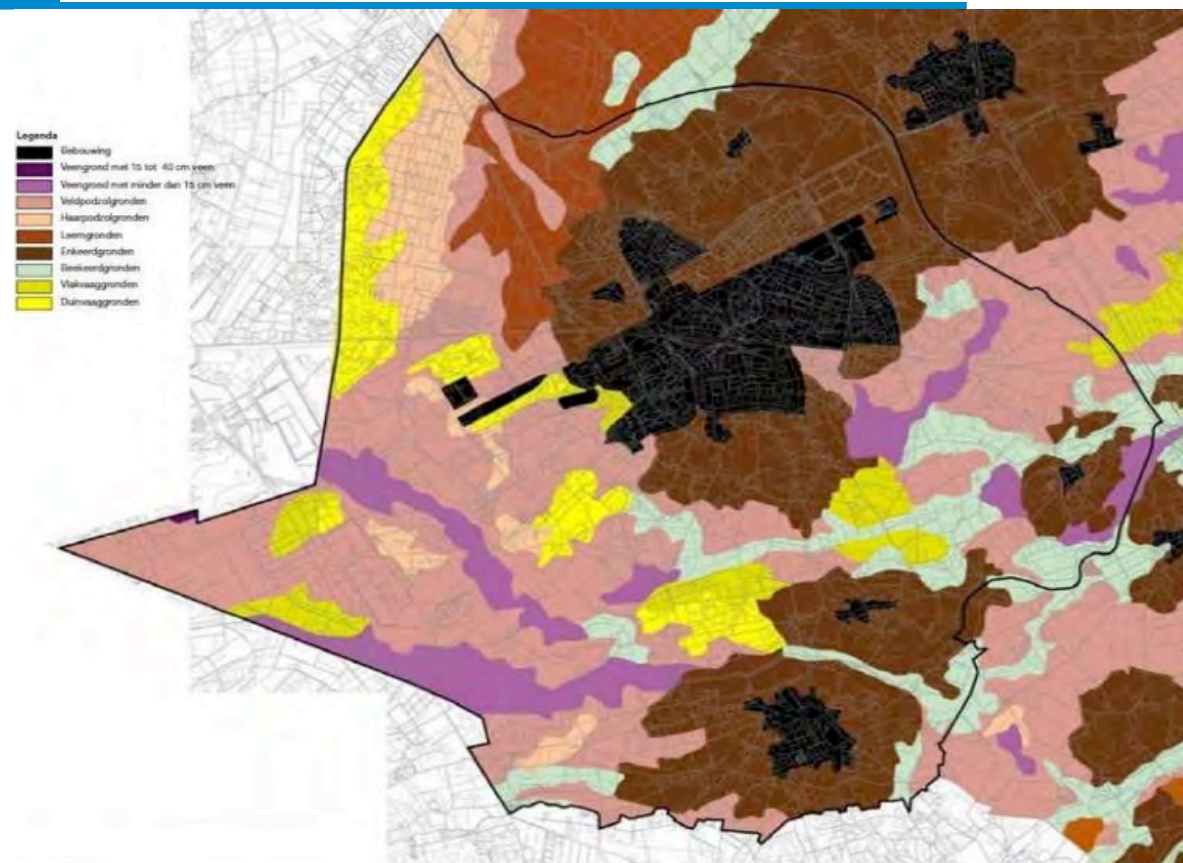 Legenda
Bebouwing
Veengrond met 15 tot 40 cm veen
Veengrond met minder dan 15 cm veen
Veldpodzolgronden
Haarpodzolgronden
Leemgronden
Enkeerdgronden
Beekeerdgronden
Vlakvaaggronden
Duinvaaggronden